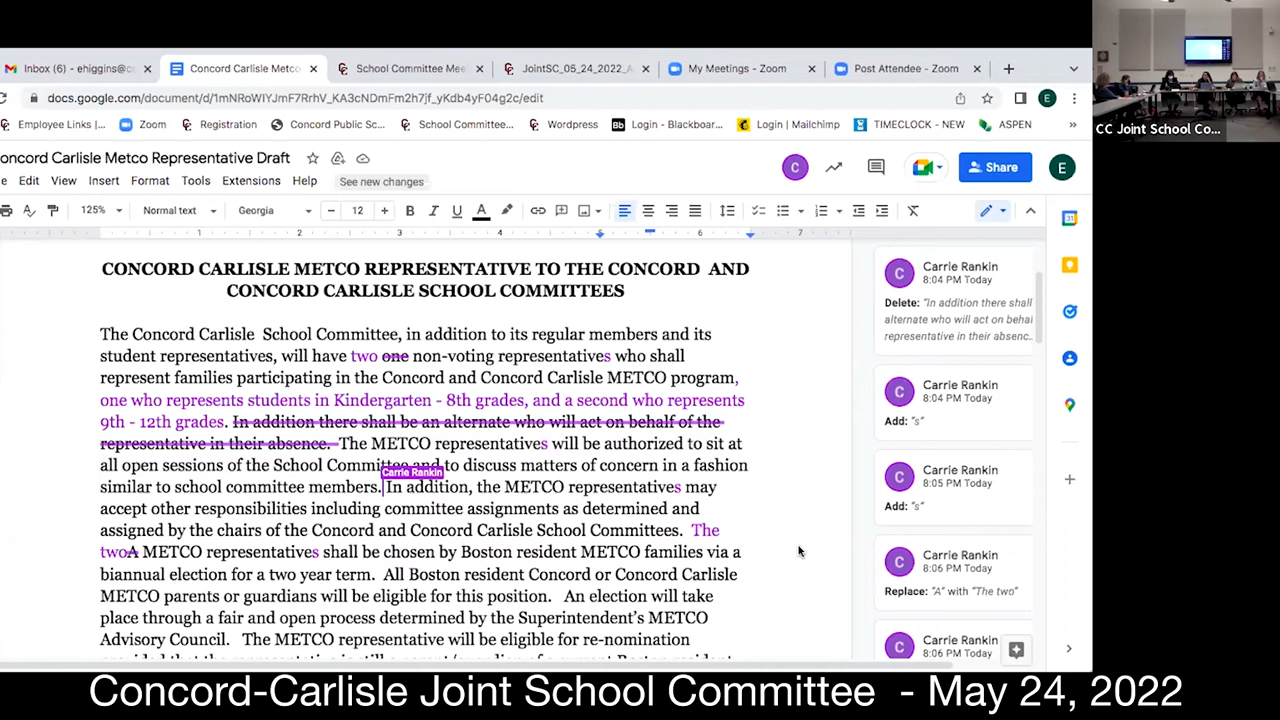 Inbox (6) - ehiggins@c
Concord Carlisle Metco
School Committee Mee
JointSC_05_24_2022_A
My Meetings - Zoom
Post Attendee - Zoom
docs.google.com/document/d/1mNRoWIYJmF7RrhV_KA3cNDmFm2h7jf_yKdb4yF04g2c/edit
E
Employee Links |...
Zoom
Registration
Concord Public Sc...
School Committee...
Wordpress
Bb Login - Blackboar...
Login | Mailchimp
TIMECLOCK - NEW
ASPEN
»
CC Joint School Co...
oncord Carlisle Metco Representative Draft
C
Share
E
e Edit View Insert Format Tools Extensions Help See new changes
125% Normal text Georgia - 12 + B I U A
1 2 3 4 5 6 7
CONCORD CARLISLE METCO REPRESENTATIVE TO THE CONCORD AND
CONCORD CARLISLE SCHOOL COMMITTEES
The Concord Carlisle School Committee, in addition to its regular members and its
student representatives, will have two one non-voting representatives who shall
represent families participating in the Concord and Concord Carlisle METCO program,
one who represents students in Kindergarten - 8th grades, and a second who represents
9th - 12th grades. In addition there shall be an alternate who will act on behalf of the
representative in their absence. The METCO representatives will be authorized to sit at
all open sessions of the School Committee and to discuss matters of concern in a fashion
Carrie Rankin
similar to school committee members. In addition, the METCO representatives may
accept other responsibilities including committee assignments as determined and
assigned by the chairs of the Concord and Concord Carlisle School Committees. The
twoA METCO representatives shall be chosen by Boston resident METCO families via a
biannual election for a two year term. All Boston resident Concord or Concord Carlisle
METCO parents or guardians will be eligible for this position. An election will take
place through a fair and open process determined by the Superintendent's METCO
Advisory Council. The METCO representative will be eligible for re-nomination
C
Carrie Rankin
8:04 PM Today
Delete: "In addition there shall
alternate who will act on behal
representative in their absenc...
C
Carrie Rankin
8:04 PM Today
Add: "s"
C
Carrie Rankin
8:05 PM Today
Add: "s"
C
Carrie Rankin
8:06 PM Today
Replace: "A" with "The two"
C
Carrie Rankin
8:06 PM Today
31
Concord-Carlisle Joint School Committee - May 24, 2022